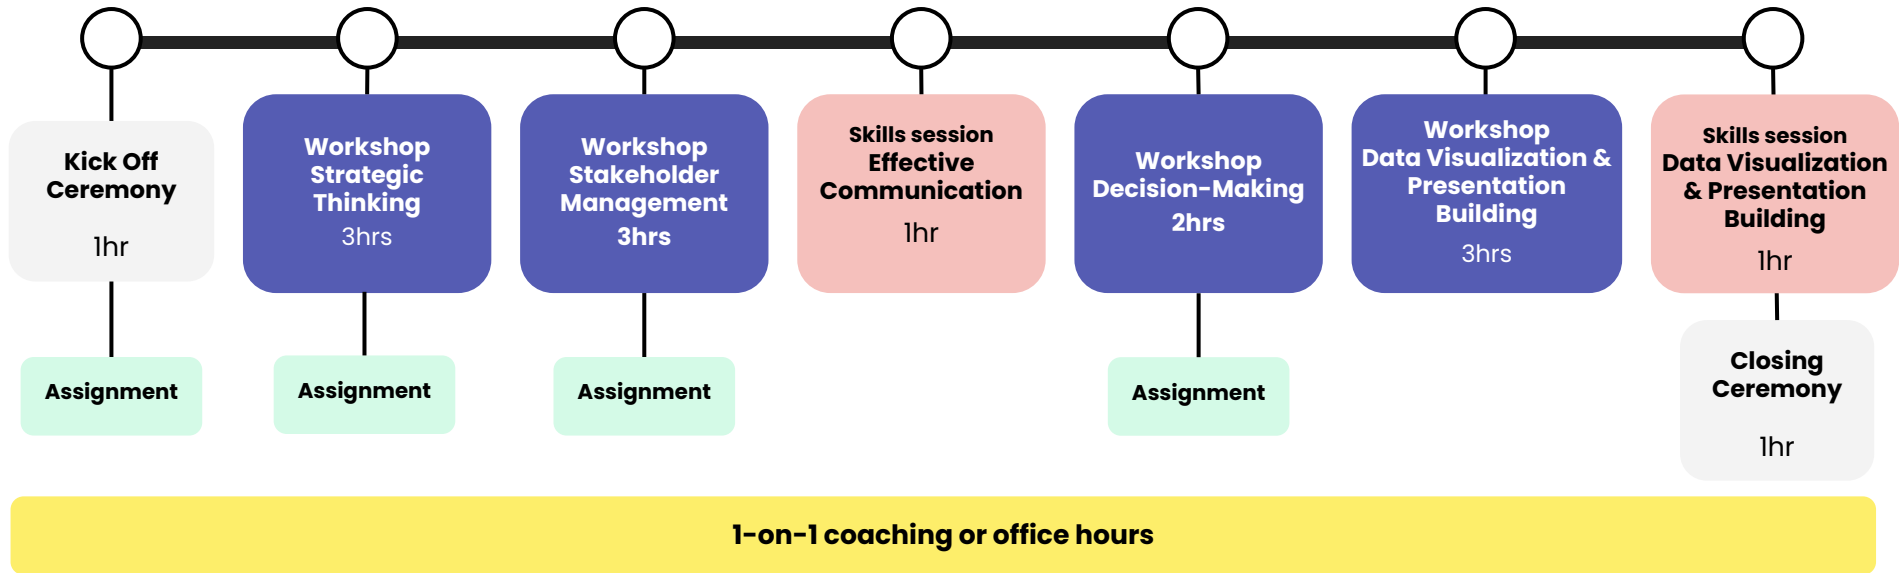 Kick Off
Ceremony
1hr
Assignment
Workshop
Strategic
Thinking
3hrs
Assignment
Workshop
Stakeholder
Management
3hrs
Assignment
Skills session
Effective
Communication
1hr
Workshop
Decision-Making
2hrs
Assignment
Workshop
Data Visualization &
Presentation
Building
3hrs
Skills session
Data Visualization
& Presentation
Building
1hr
Closing
Ceremony
1hr
1-on-1 coaching or office hours